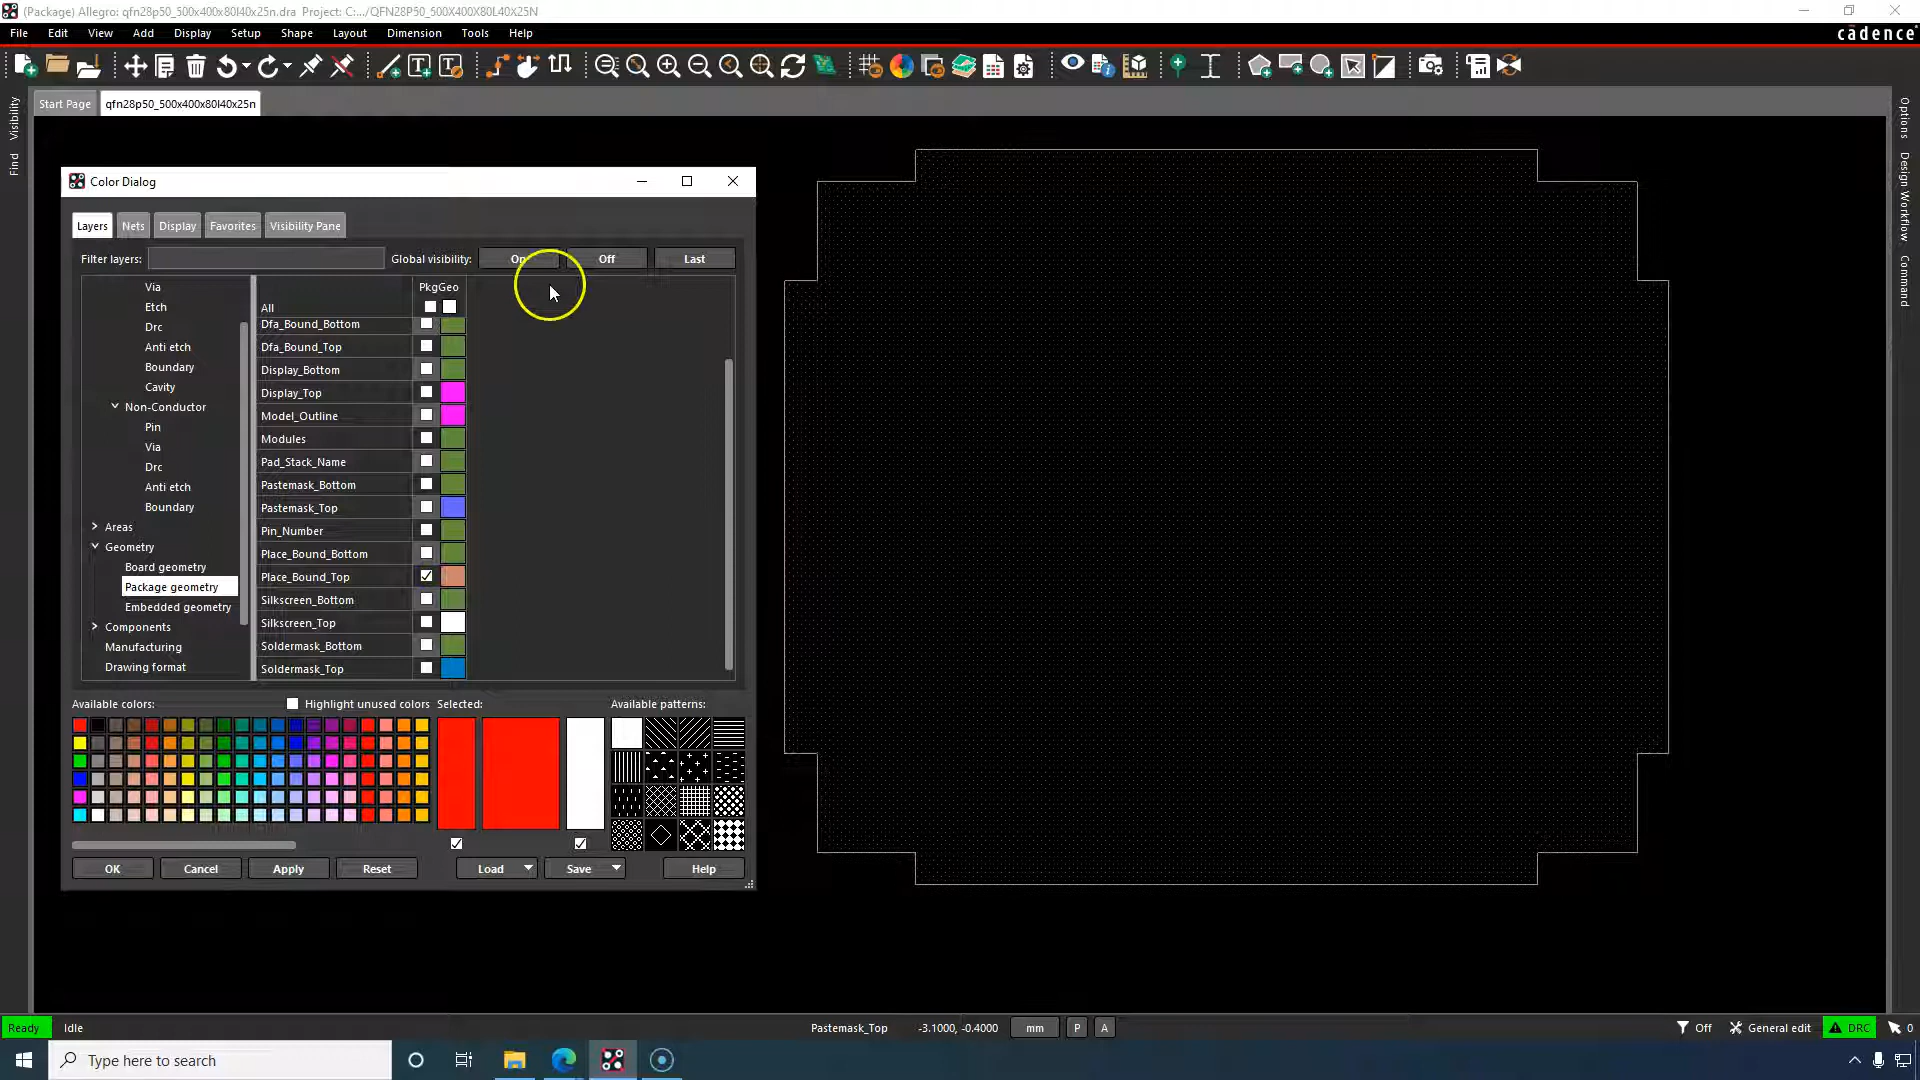 (Package) Allegro: qfn28p50_500x400x80l40x25n.dra Project: C:.../QFN28P50_500X400X80L40X25N
File Edit View Add Display Setup Shape Layout Dimension Tools Help
cādence
Start Page qfn28p50_500x400x80l40x25n
Visibility
Find
Options
Design Workflow
Command
Color Dialog
Layers Nets Display Favorites Visibility Pane
Filter layers: Global visibility: On Off Last
Via
Etch
Drc
Anti etch
Boundary
Cavity
Non-Conductor
Pin
Via
Drc
Anti etch
Boundary
Areas
Geometry
Board geometry
Package geometry
Embedded geometry
Components
Manufacturing
Drawing format
PkgGeo
All
Dfa_Bound_Bottom
Dfa_Bound_Top
Display_Bottom
Display_Top
Model_Outline
Modules
Pad_Stack_Name
Pastemask_Bottom
Pastemask_Top
Pin_Number
Place_Bound_Bottom
Place_Bound_Top
Silkscreen_Bottom
Silkscreen_Top
Soldermask_Bottom
Soldermask_Top
Available colors: Highlight unused colors Selected: Available patterns:
OK Cancel Apply Reset Load Save Help
Ready Idle Pastemask_Top -3.1000, -0.4000 mm P A Off General edit DRC 0
Type here to search